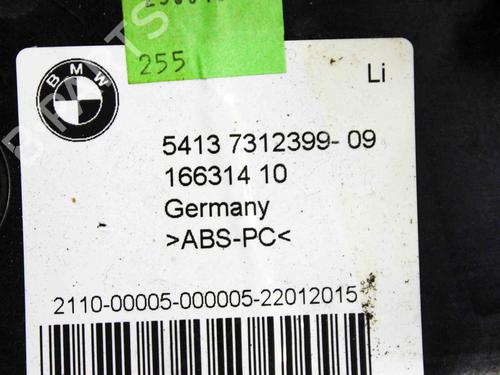 255
BMW
Li
5413 7312399- 09
166314 10
Germany
>ABS-PC<
2110-00005-000005-22012015